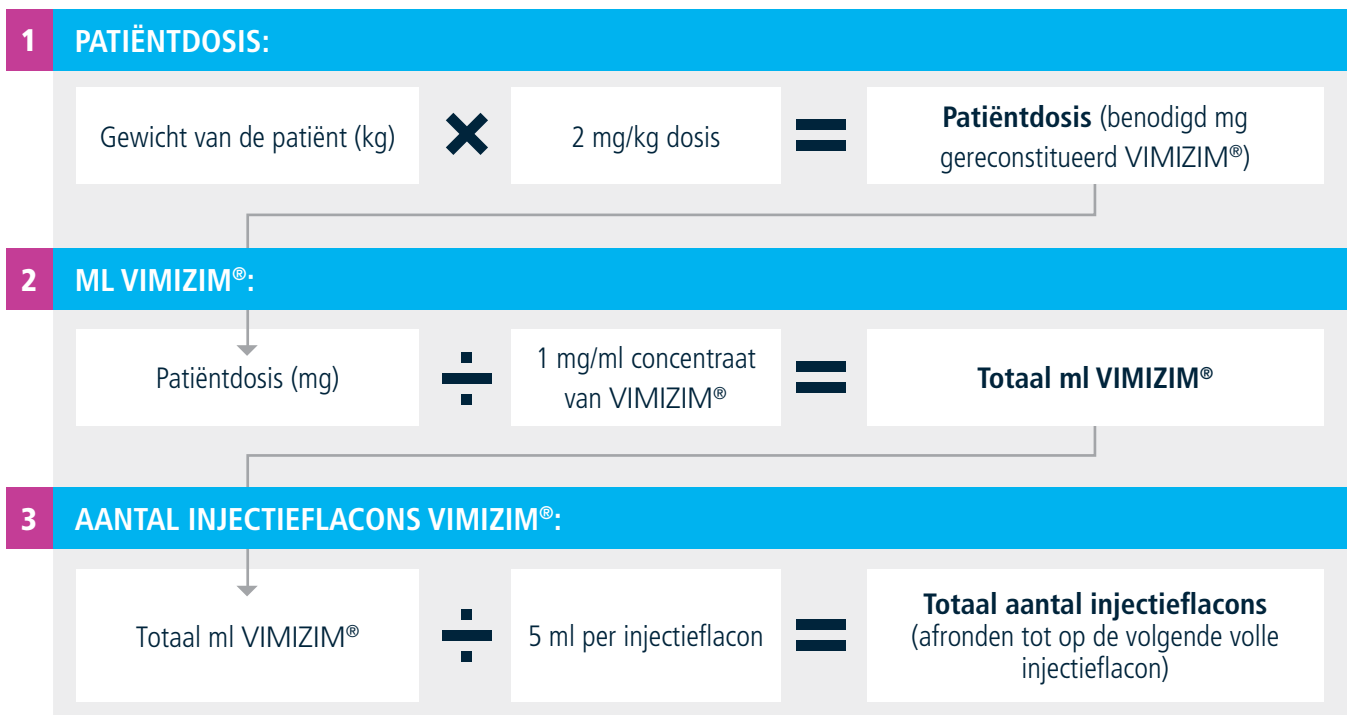 1 PATIËNTDOSIS:
Gewicht van de patiënt (kg) × 2 mg/kg dosis = Patiëntdosis (benodigd mg
gereconstitueerd VIMIZIM®)
2 ML VIMIZIM®:
Patiëntdosis (mg) ÷ 1 mg/ml concentraat
van VIMIZIM® = Totaal ml VIMIZIM®
3 AANTAL INJECTIEFLACONS VIMIZIM®:
Totaal ml VIMIZIM® ÷ 5 ml per injectieflacon = Totaal aantal injectieflacons
(afronden tot op de volgende volle
injectieflacon)